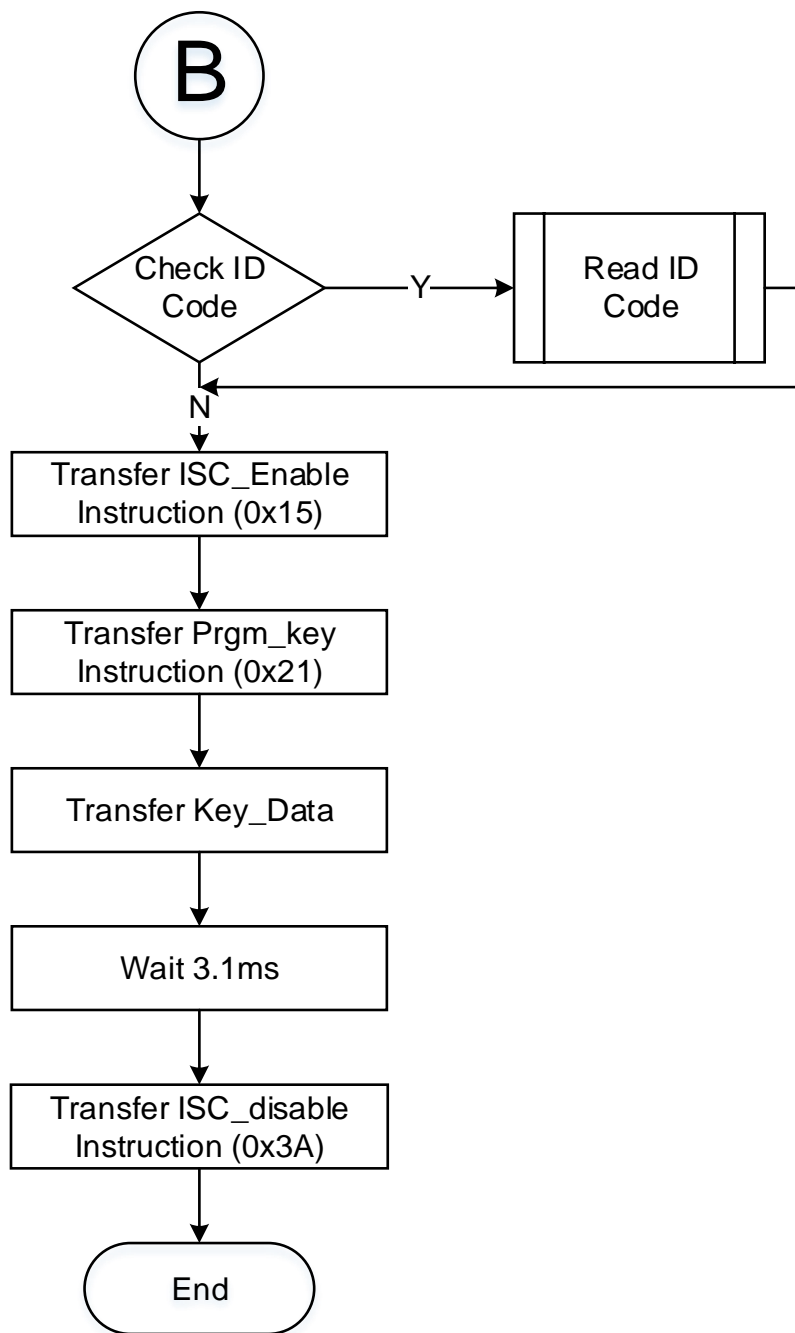 B
Check ID
Code
Y
Read ID
Code
N
Transfer ISC_Enable
Instruction (0x15)
Transfer Prgm_key
Instruction (0x21)
Transfer Key_Data
Wait 3.1ms
Transfer ISC_disable
Instruction (0x3A)
End